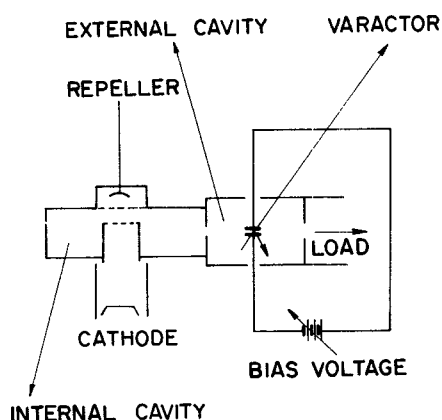 EXTERNAL CAVITY
VARACTOR
REPELLER
LOAD
CATHODE
BIAS VOLTAGE
INTERNAL CAVITY